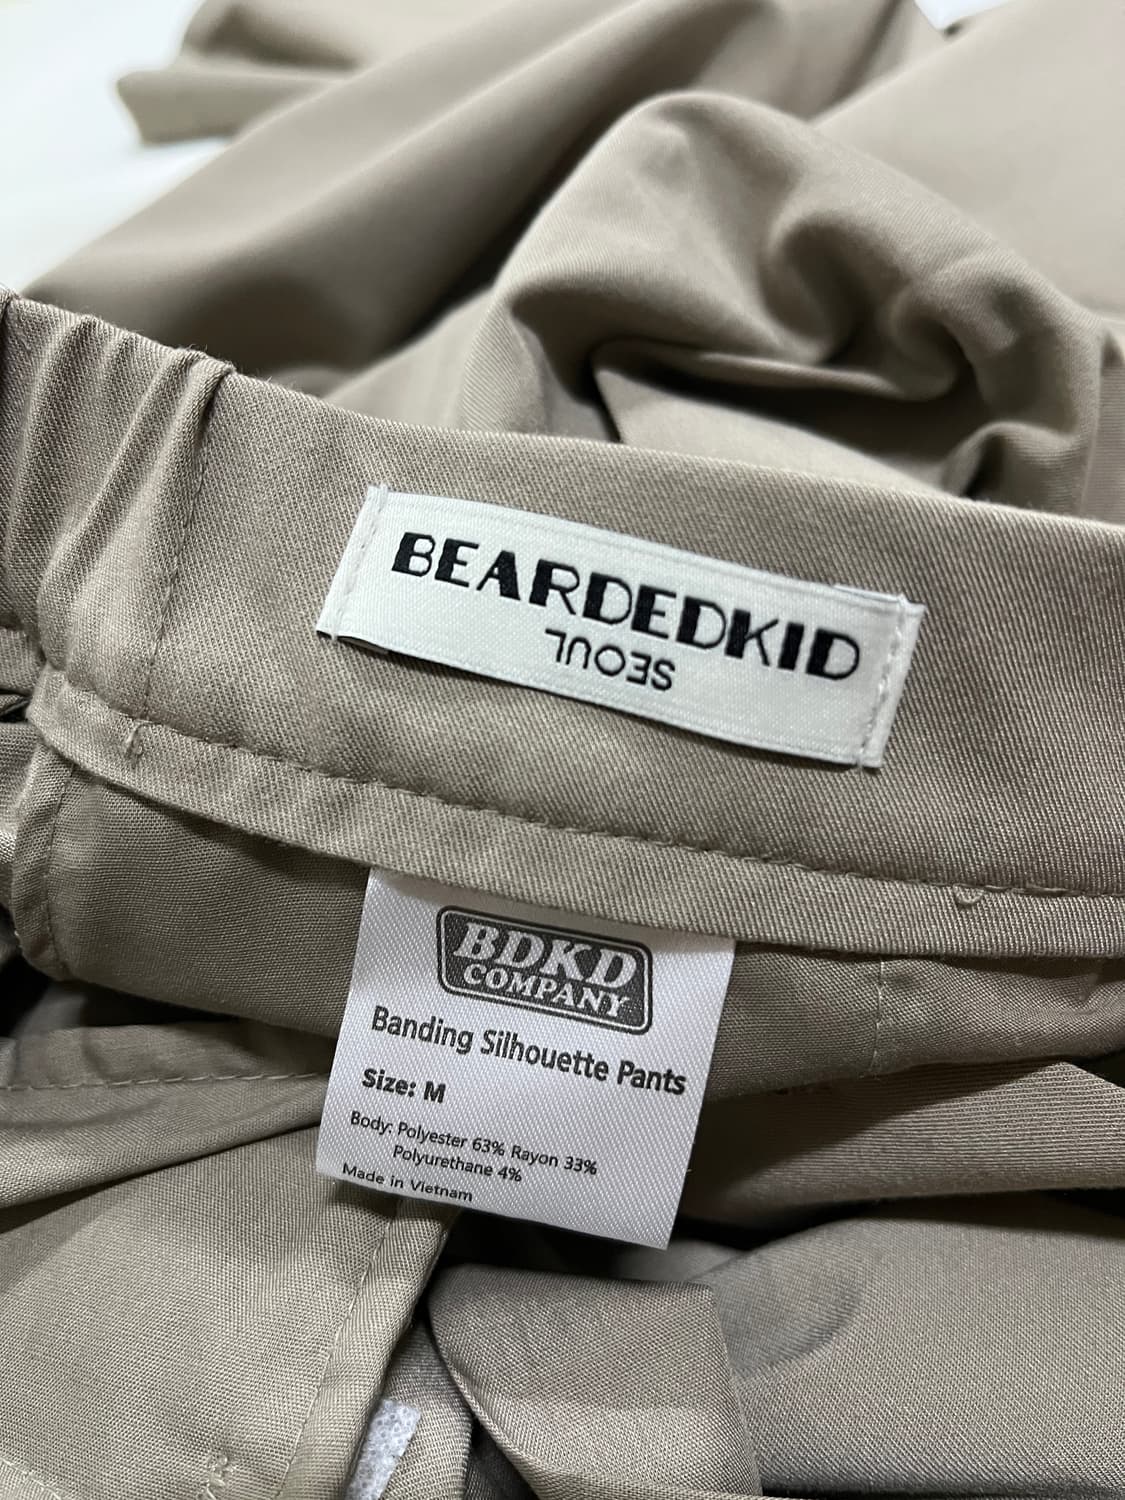 BEARDEDKID
SEOUL
BDKD
COMPANY
Banding Silhouette Pants
Size: M
Body: Polyester 63% Rayon 33%
Polyurethane 4%
Made in Vietnam